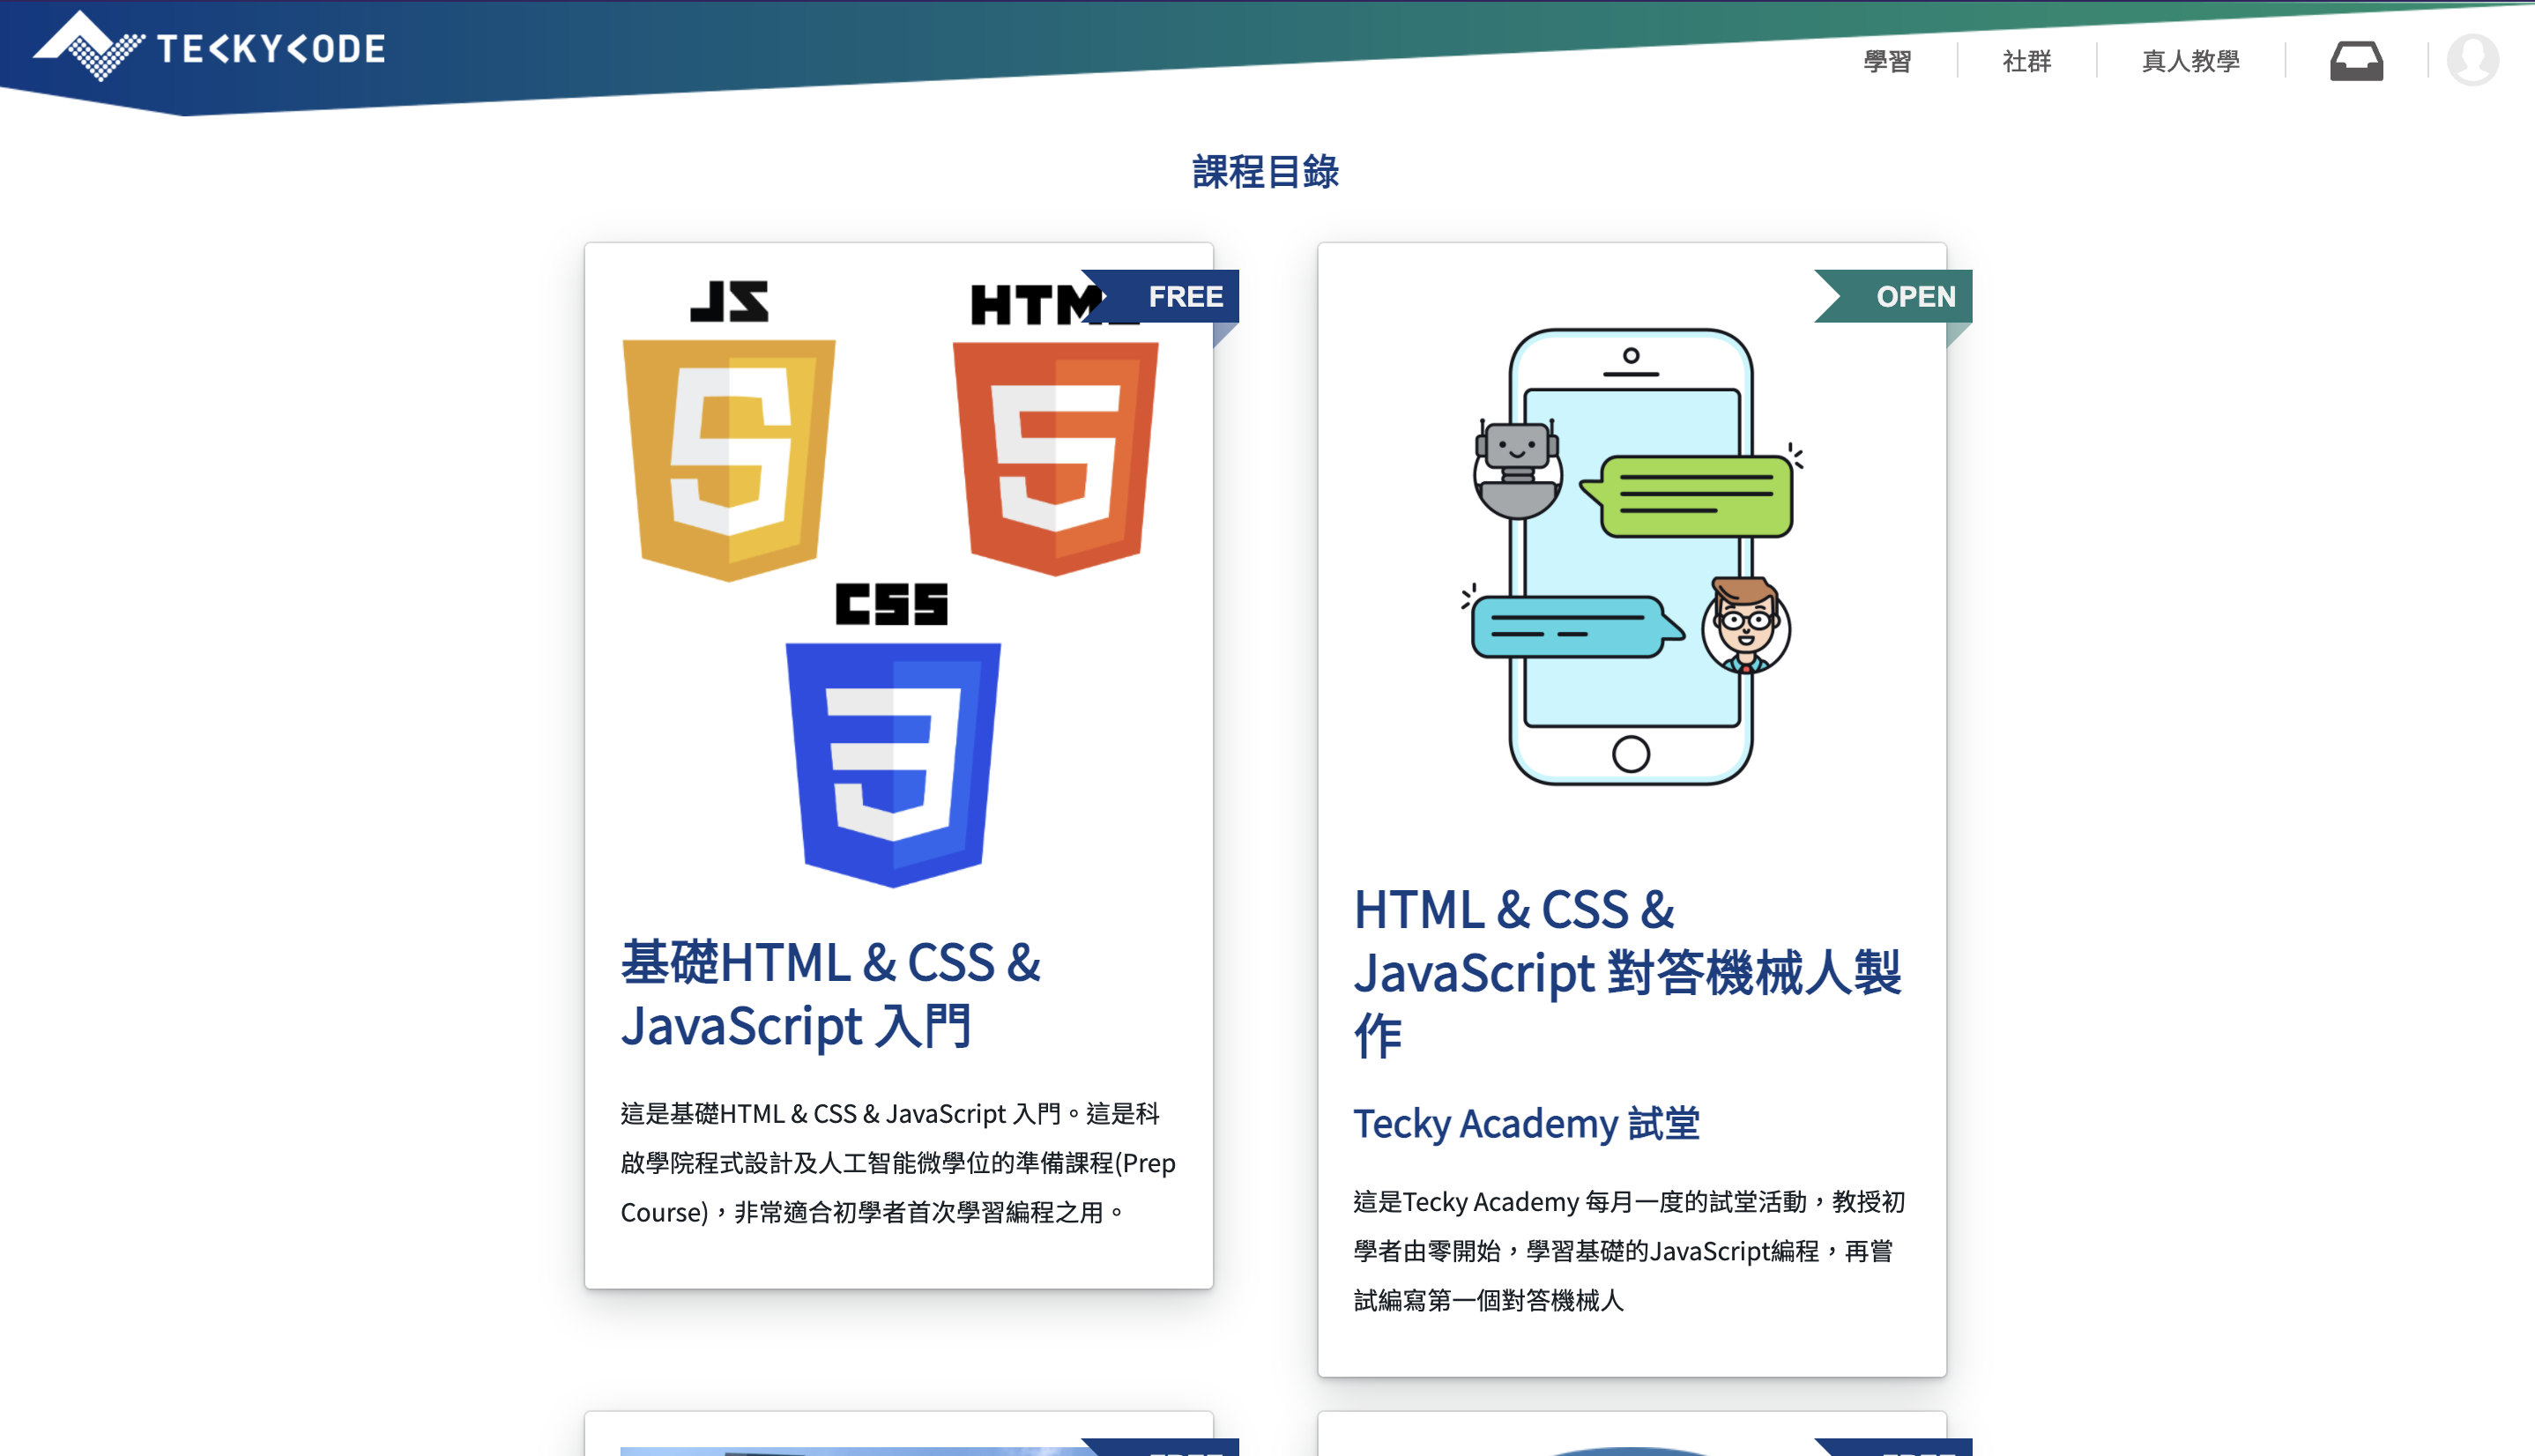 TECKYCODE
學習
社群
真人教學
課程目錄
JS
HTML
FREE
CSS
基礎HTML & CSS &
JavaScript 入門
這是基礎HTML & CSS & JavaScript 入門。這是科
啟學院程式設計及人工智能微學位的準備課程(Prep
Course)，非常適合初學者首次學習編程之用。
OPEN
HTML & CSS &
JavaScript 對答機械人製
作
Tecky Academy 試堂
這是Tecky Academy 每月一度的試堂活動，教授初
學者由零開始，學習基礎的JavaScript編程，再嘗
試編寫第一個對答機械人
FREE
FREE